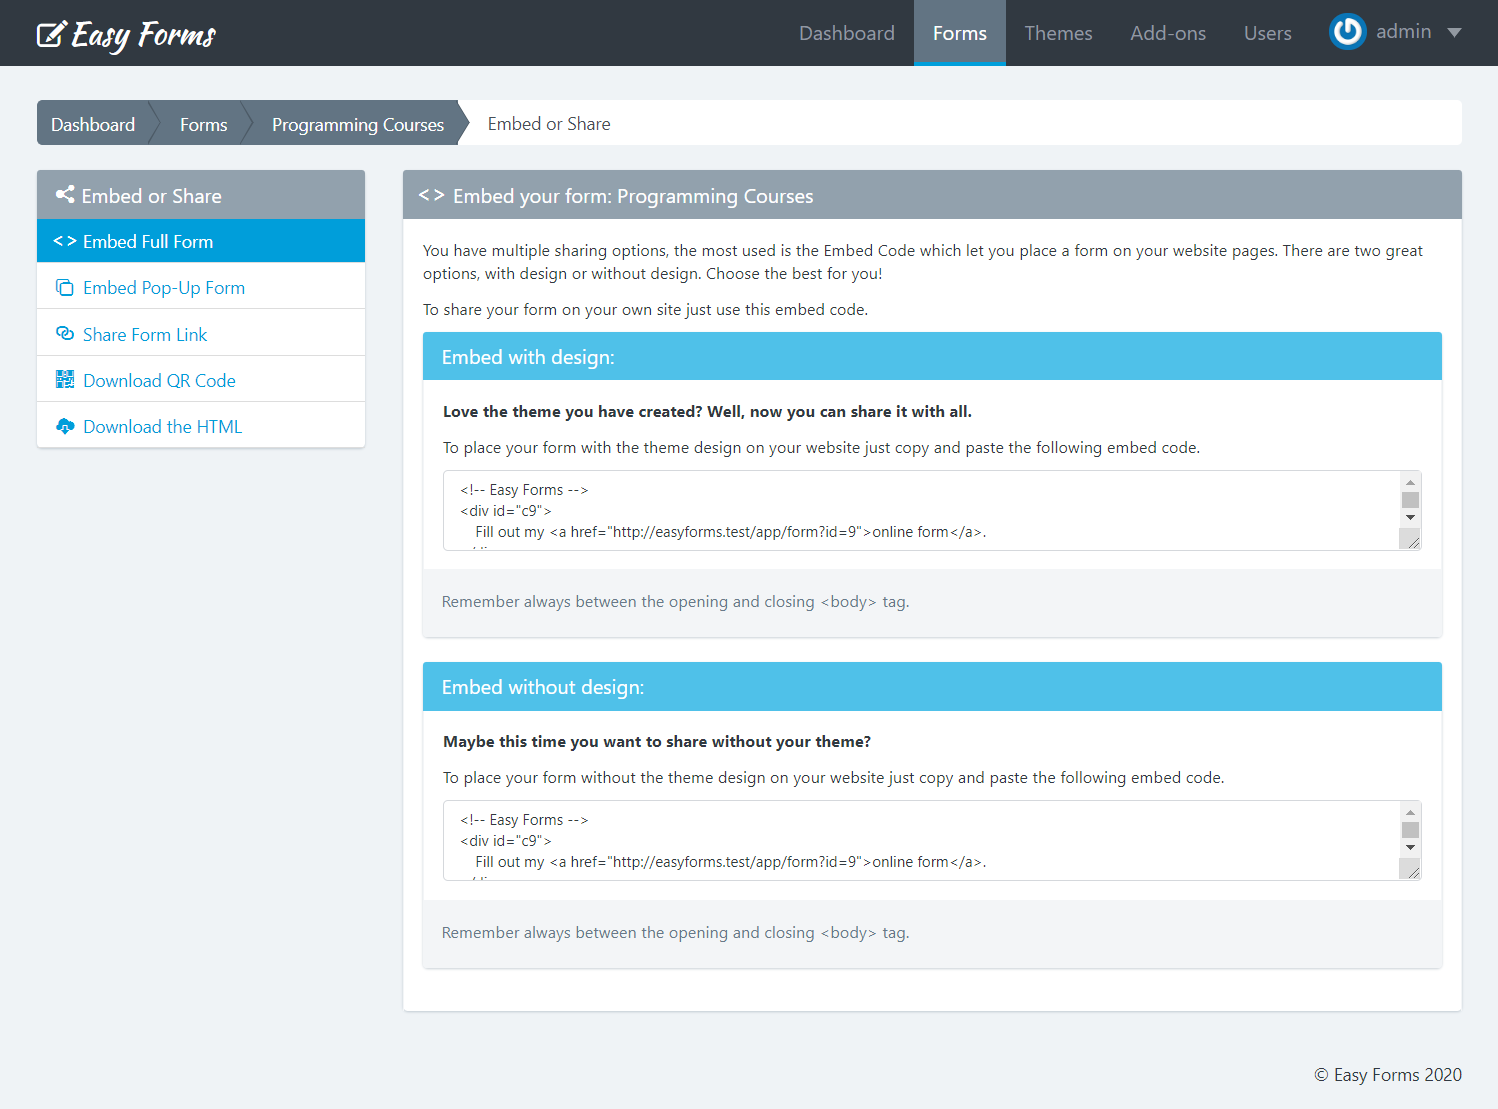 Easy Forms
Dashboard Forms Themes Add-ons Users admin
Dashboard Forms Programming Courses Embed or Share
Embed or Share
<> Embed Full Form
Embed Pop-Up Form
Share Form Link
Download QR Code
Download the HTML
<> Embed your form: Programming Courses
You have multiple sharing options, the most used is the Embed Code which let you place a form on your website pages. There are two great
options, with design or without design. Choose the best for you!
To share your form on your own site just use this embed code.
Embed with design:
Love the theme you have created? Well, now you can share it with all.
To place your form with the theme design on your website just copy and paste the following embed code.
<!-- Easy Forms -->
<div id="c9">
Fill out my <a href="http://easyforms.test/app/form?id=9">online form</a>.
Remember always between the opening and closing <body> tag.
Embed without design:
Maybe this time you want to share without your theme?
To place your form without the theme design on your website just copy and paste the following embed code.
<!-- Easy Forms -->
<div id="c9">
Fill out my <a href="http://easyforms.test/app/form?id=9">online form</a>.
Remember always between the opening and closing <body> tag.
© Easy Forms 2020